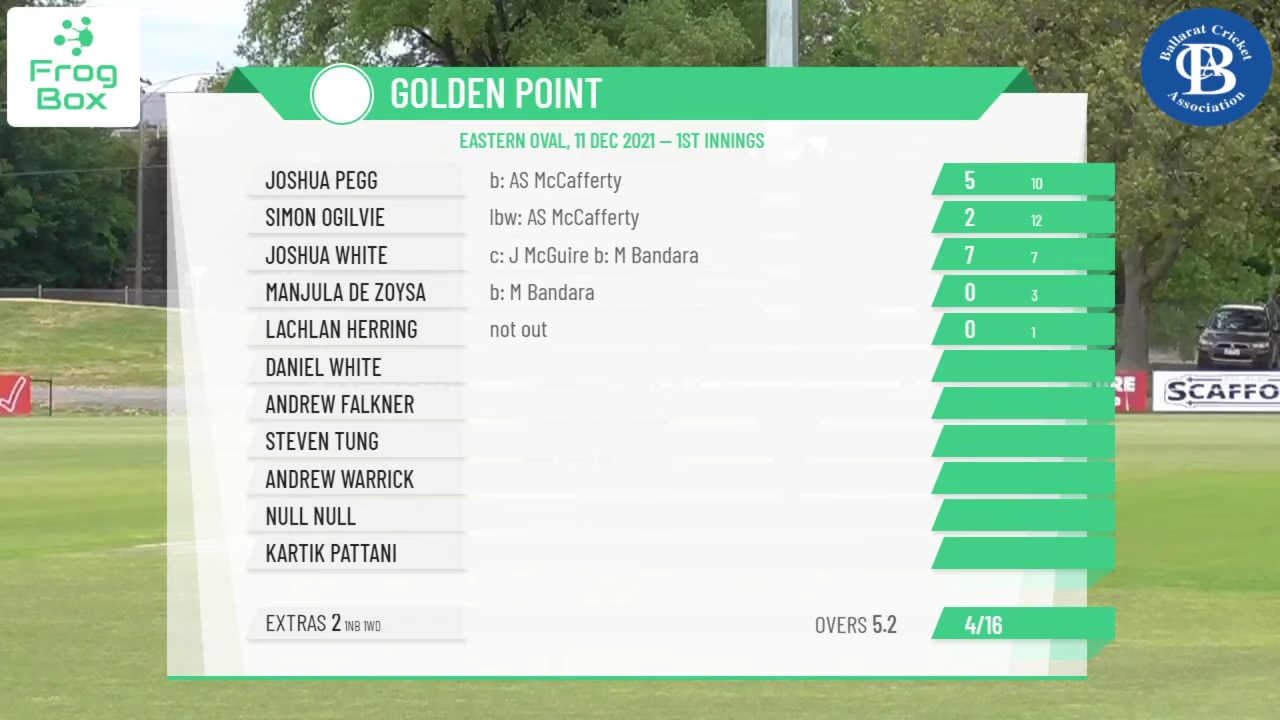 Frog
Box
Ballarat Cricket
BCA
Association
GOLDEN POINT
EASTERN OVAL, 11 DEC 2021 – 1ST INNINGS
JOSHUA PEGG b: AS McCafferty 5 10
SIMON OGILVIE lbw: AS McCafferty 2 12
JOSHUA WHITE c: J McGuire b: M Bandara 7 7
MANJULA DE ZOYSA b: M Bandara 0 3
LACHLAN HERRING not out 0 1
DANIEL WHITE
ANDREW FALKNER
STEVEN TUNG
ANDREW WARRICK
NULL NULL
KARTIK PATTANI
EXTRAS 2 1NB 1WD OVERS 5.2 4/16
RE
SCAFFO